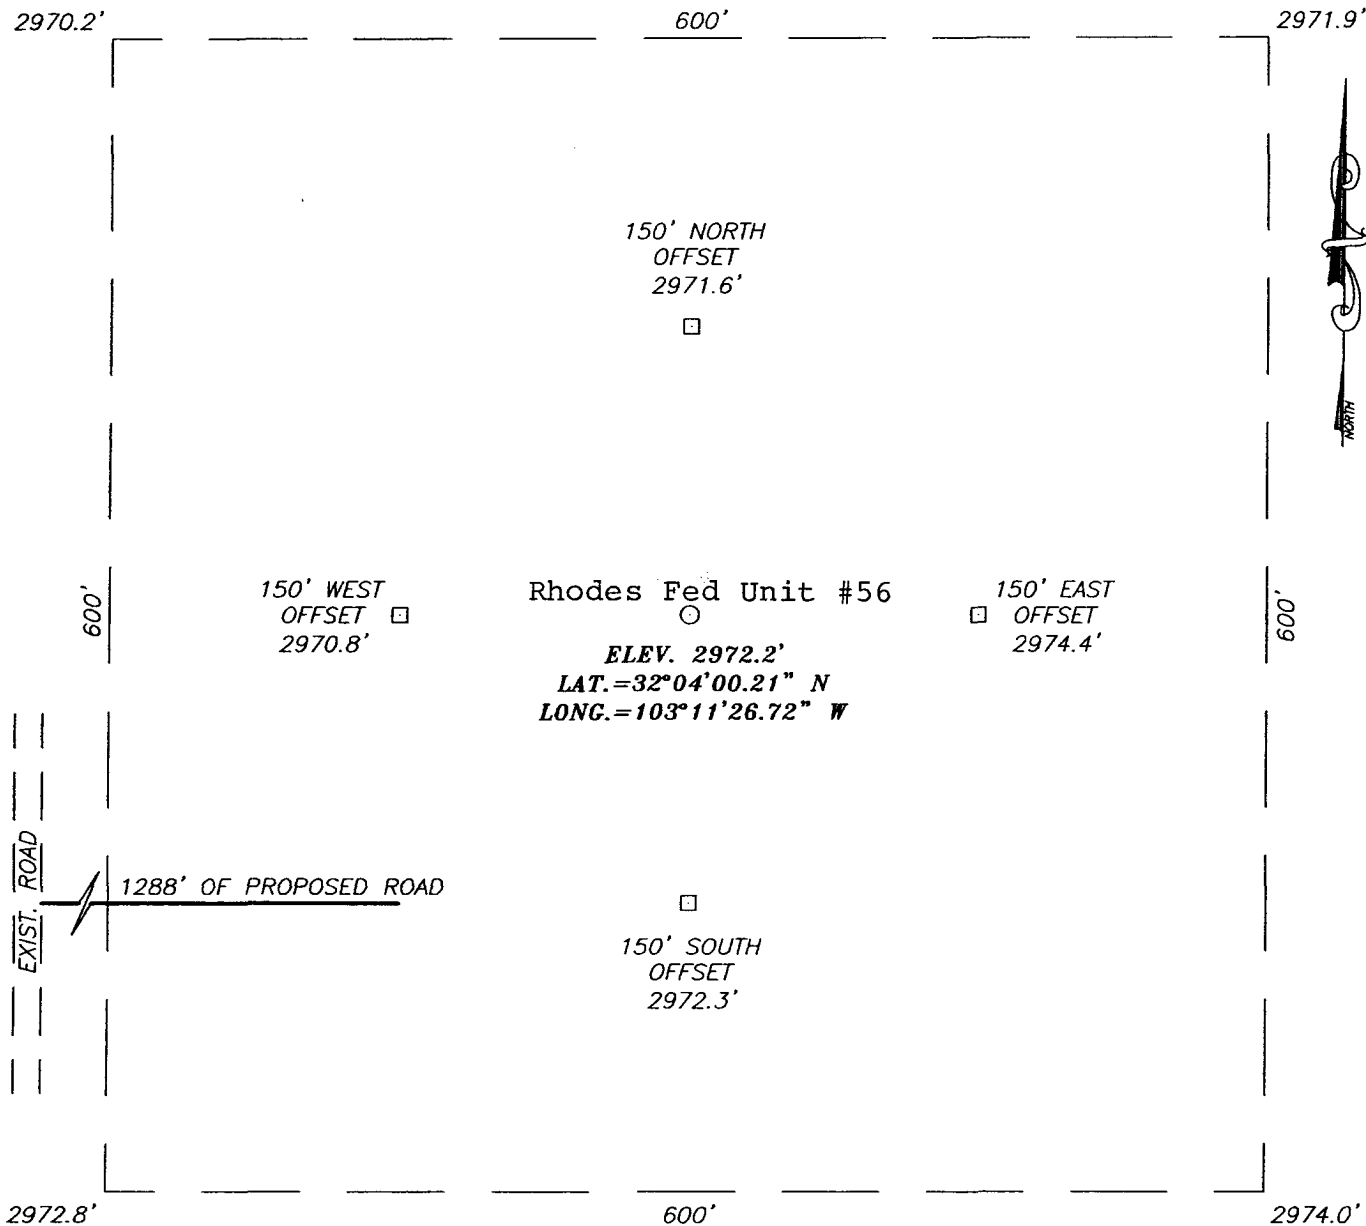 2970.2' 600' 2971.9'
150' NORTH
OFFSET
2971.6'
NORTH
600'
150' WEST
OFFSET
2970.8'
Rhodes Fed Unit #56
ELEV. 2972.2'
LAT.=32°04'00.21" N
LONG.=103°11'26.72" W
150' EAST
OFFSET
2974.4'
600'
EXIST. ROAD
1288' OF PROPOSED ROAD
150' SOUTH
OFFSET
2972.3'
2972.8' 600' 2974.0'